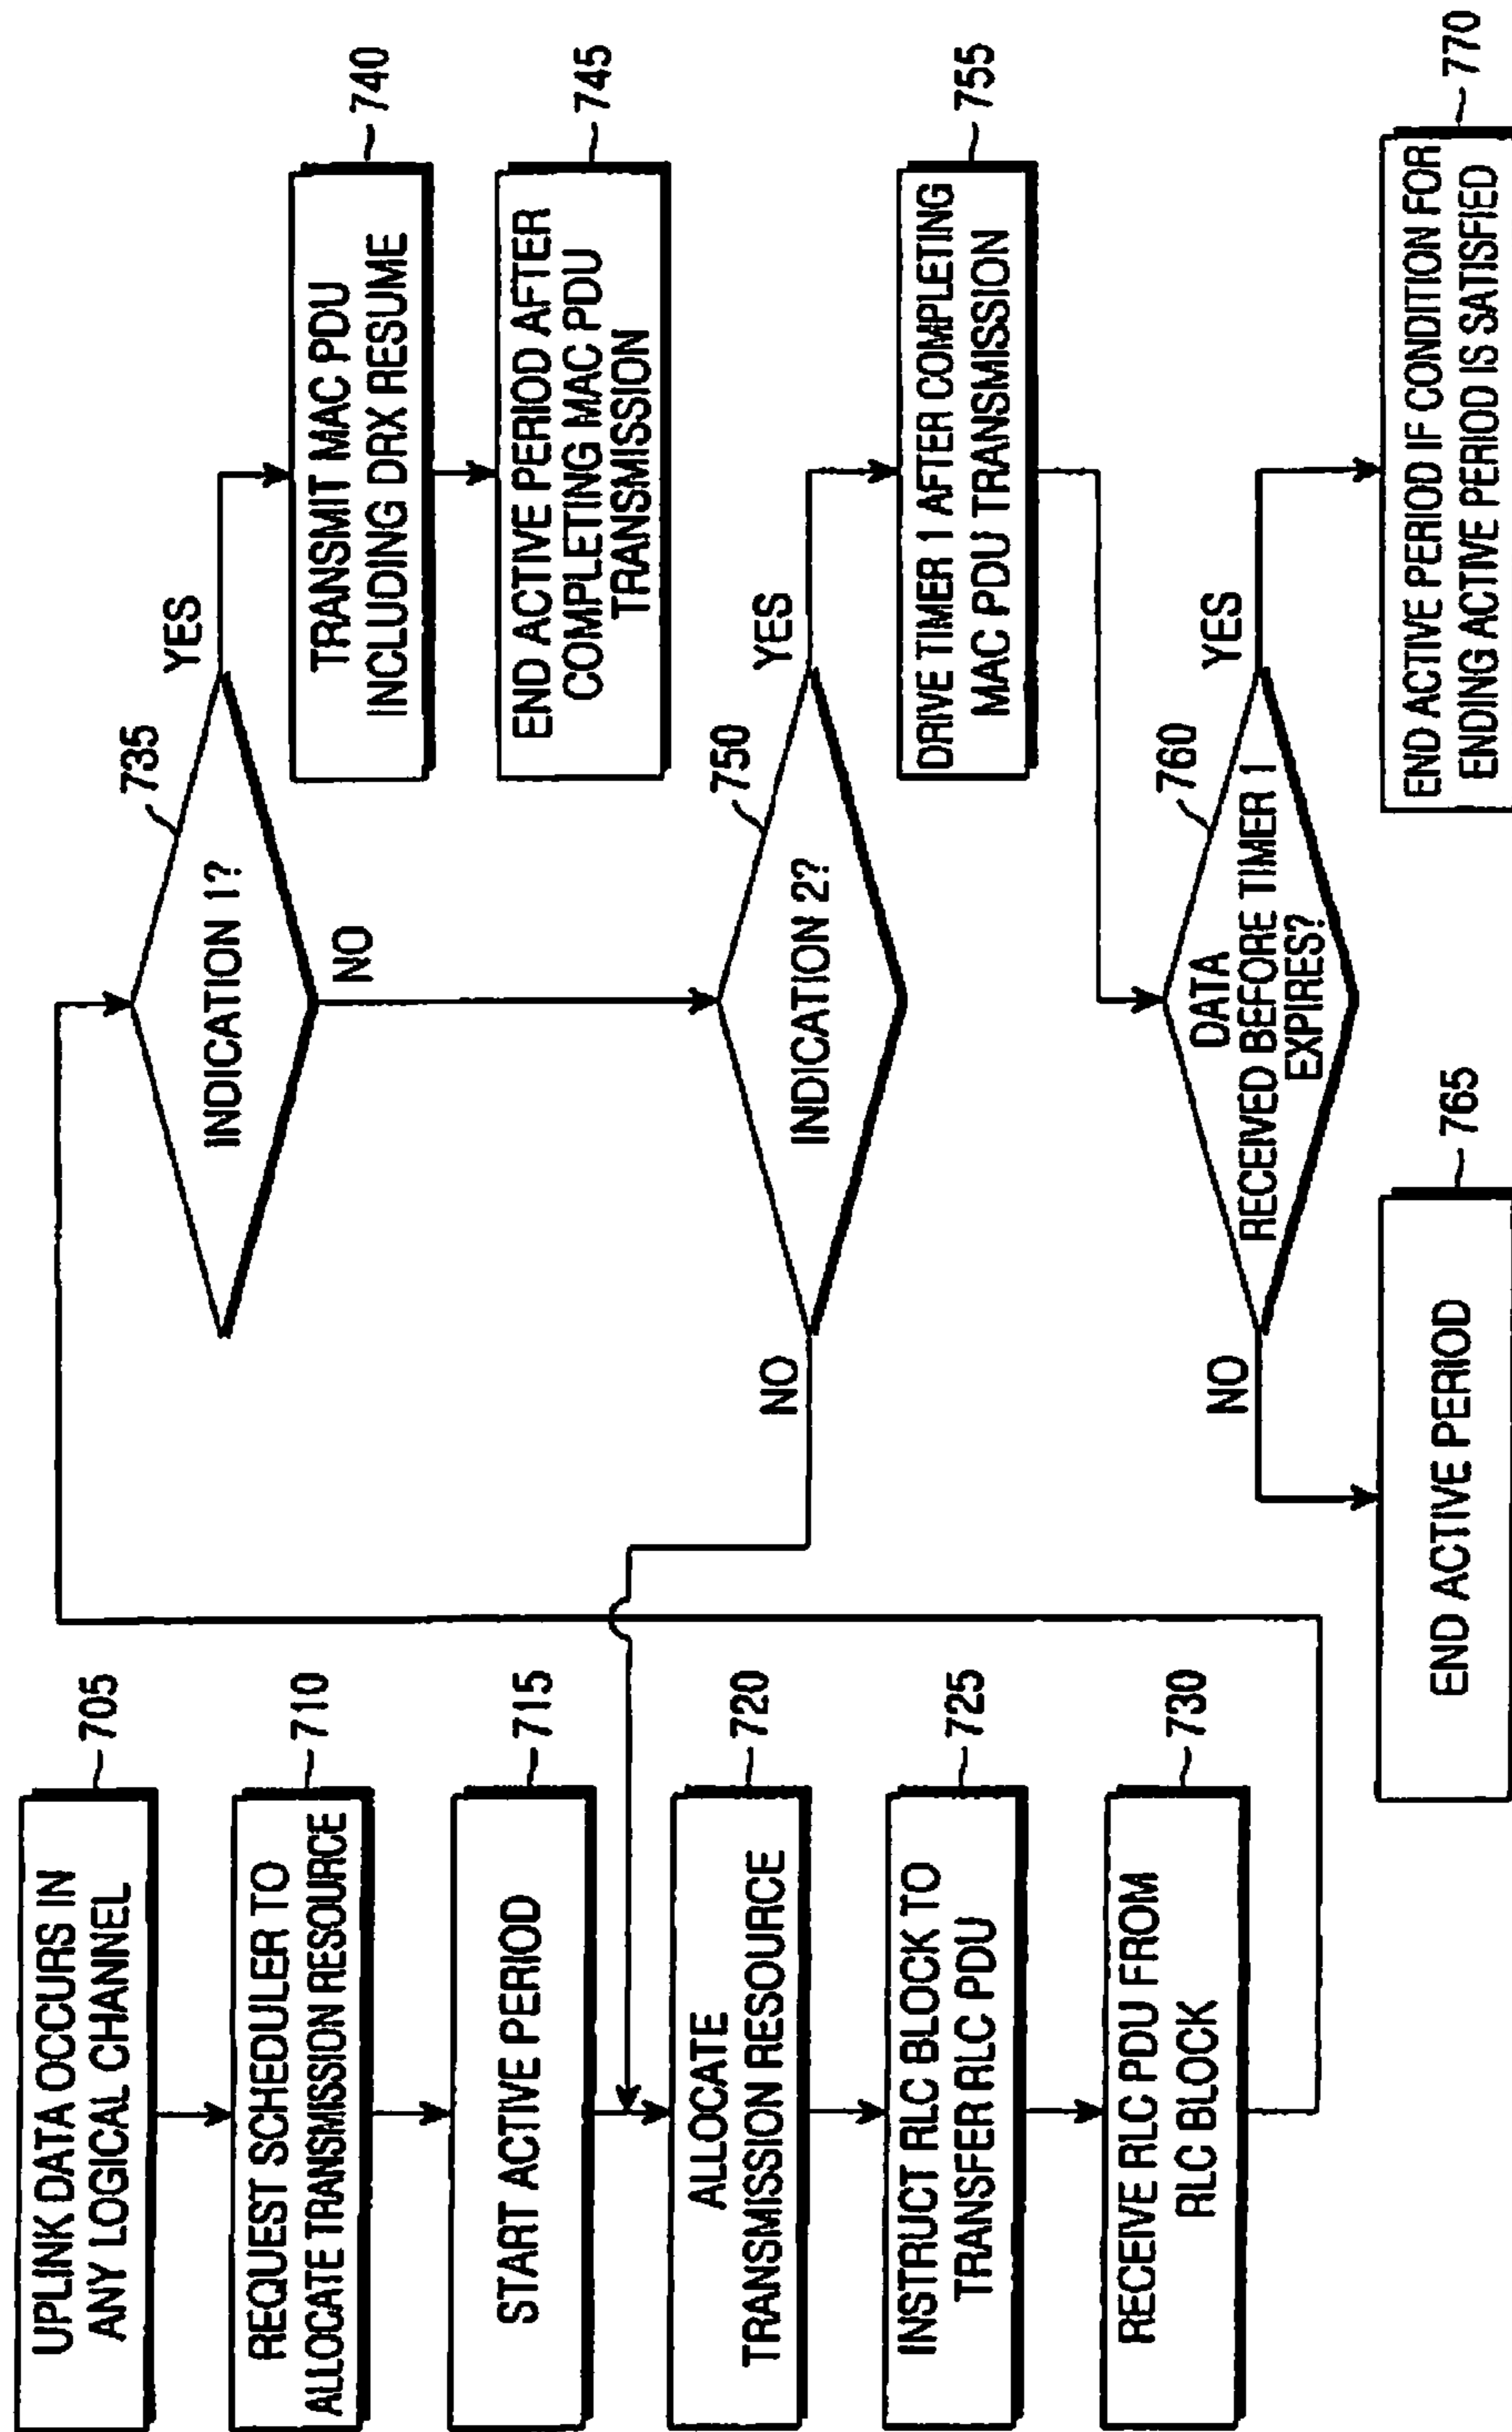 UPLINK DATA OCCURS IN
ANY LOGICAL CHANNEL
705
REQUEST SCHEDULER TO
ALLOCATE TRANSMISSION RESOURCE
710
START ACTIVE PERIOD
715
ALLOCATE
TRANSMISSION RESOURCE
720
INSTRUCT RLC BLOCK TO
TRANSFER RLC PDU
725
RECEIVE RLC PDU FROM
RLC BLOCK
730
INDICATION 1?
735
YES
NO
TRANSMIT MAC PDU
INCLUDING DRX RESUME
740
END ACTIVE PERIOD AFTER
COMPLETING MAC PDU
TRANSMISSION
745
INDICATION 2?
750
YES
NO
DRIVE TIMER 1 AFTER COMPLETING
MAC PDU TRANSMISSION
755
DATA
RECEIVED BEFORE TIMER 1
EXPIRES?
760
NO
YES
END ACTIVE PERIOD
765
END ACTIVE PERIOD IF CONDITION FOR
ENDING ACTIVE PERIOD IS SATISFIED
770